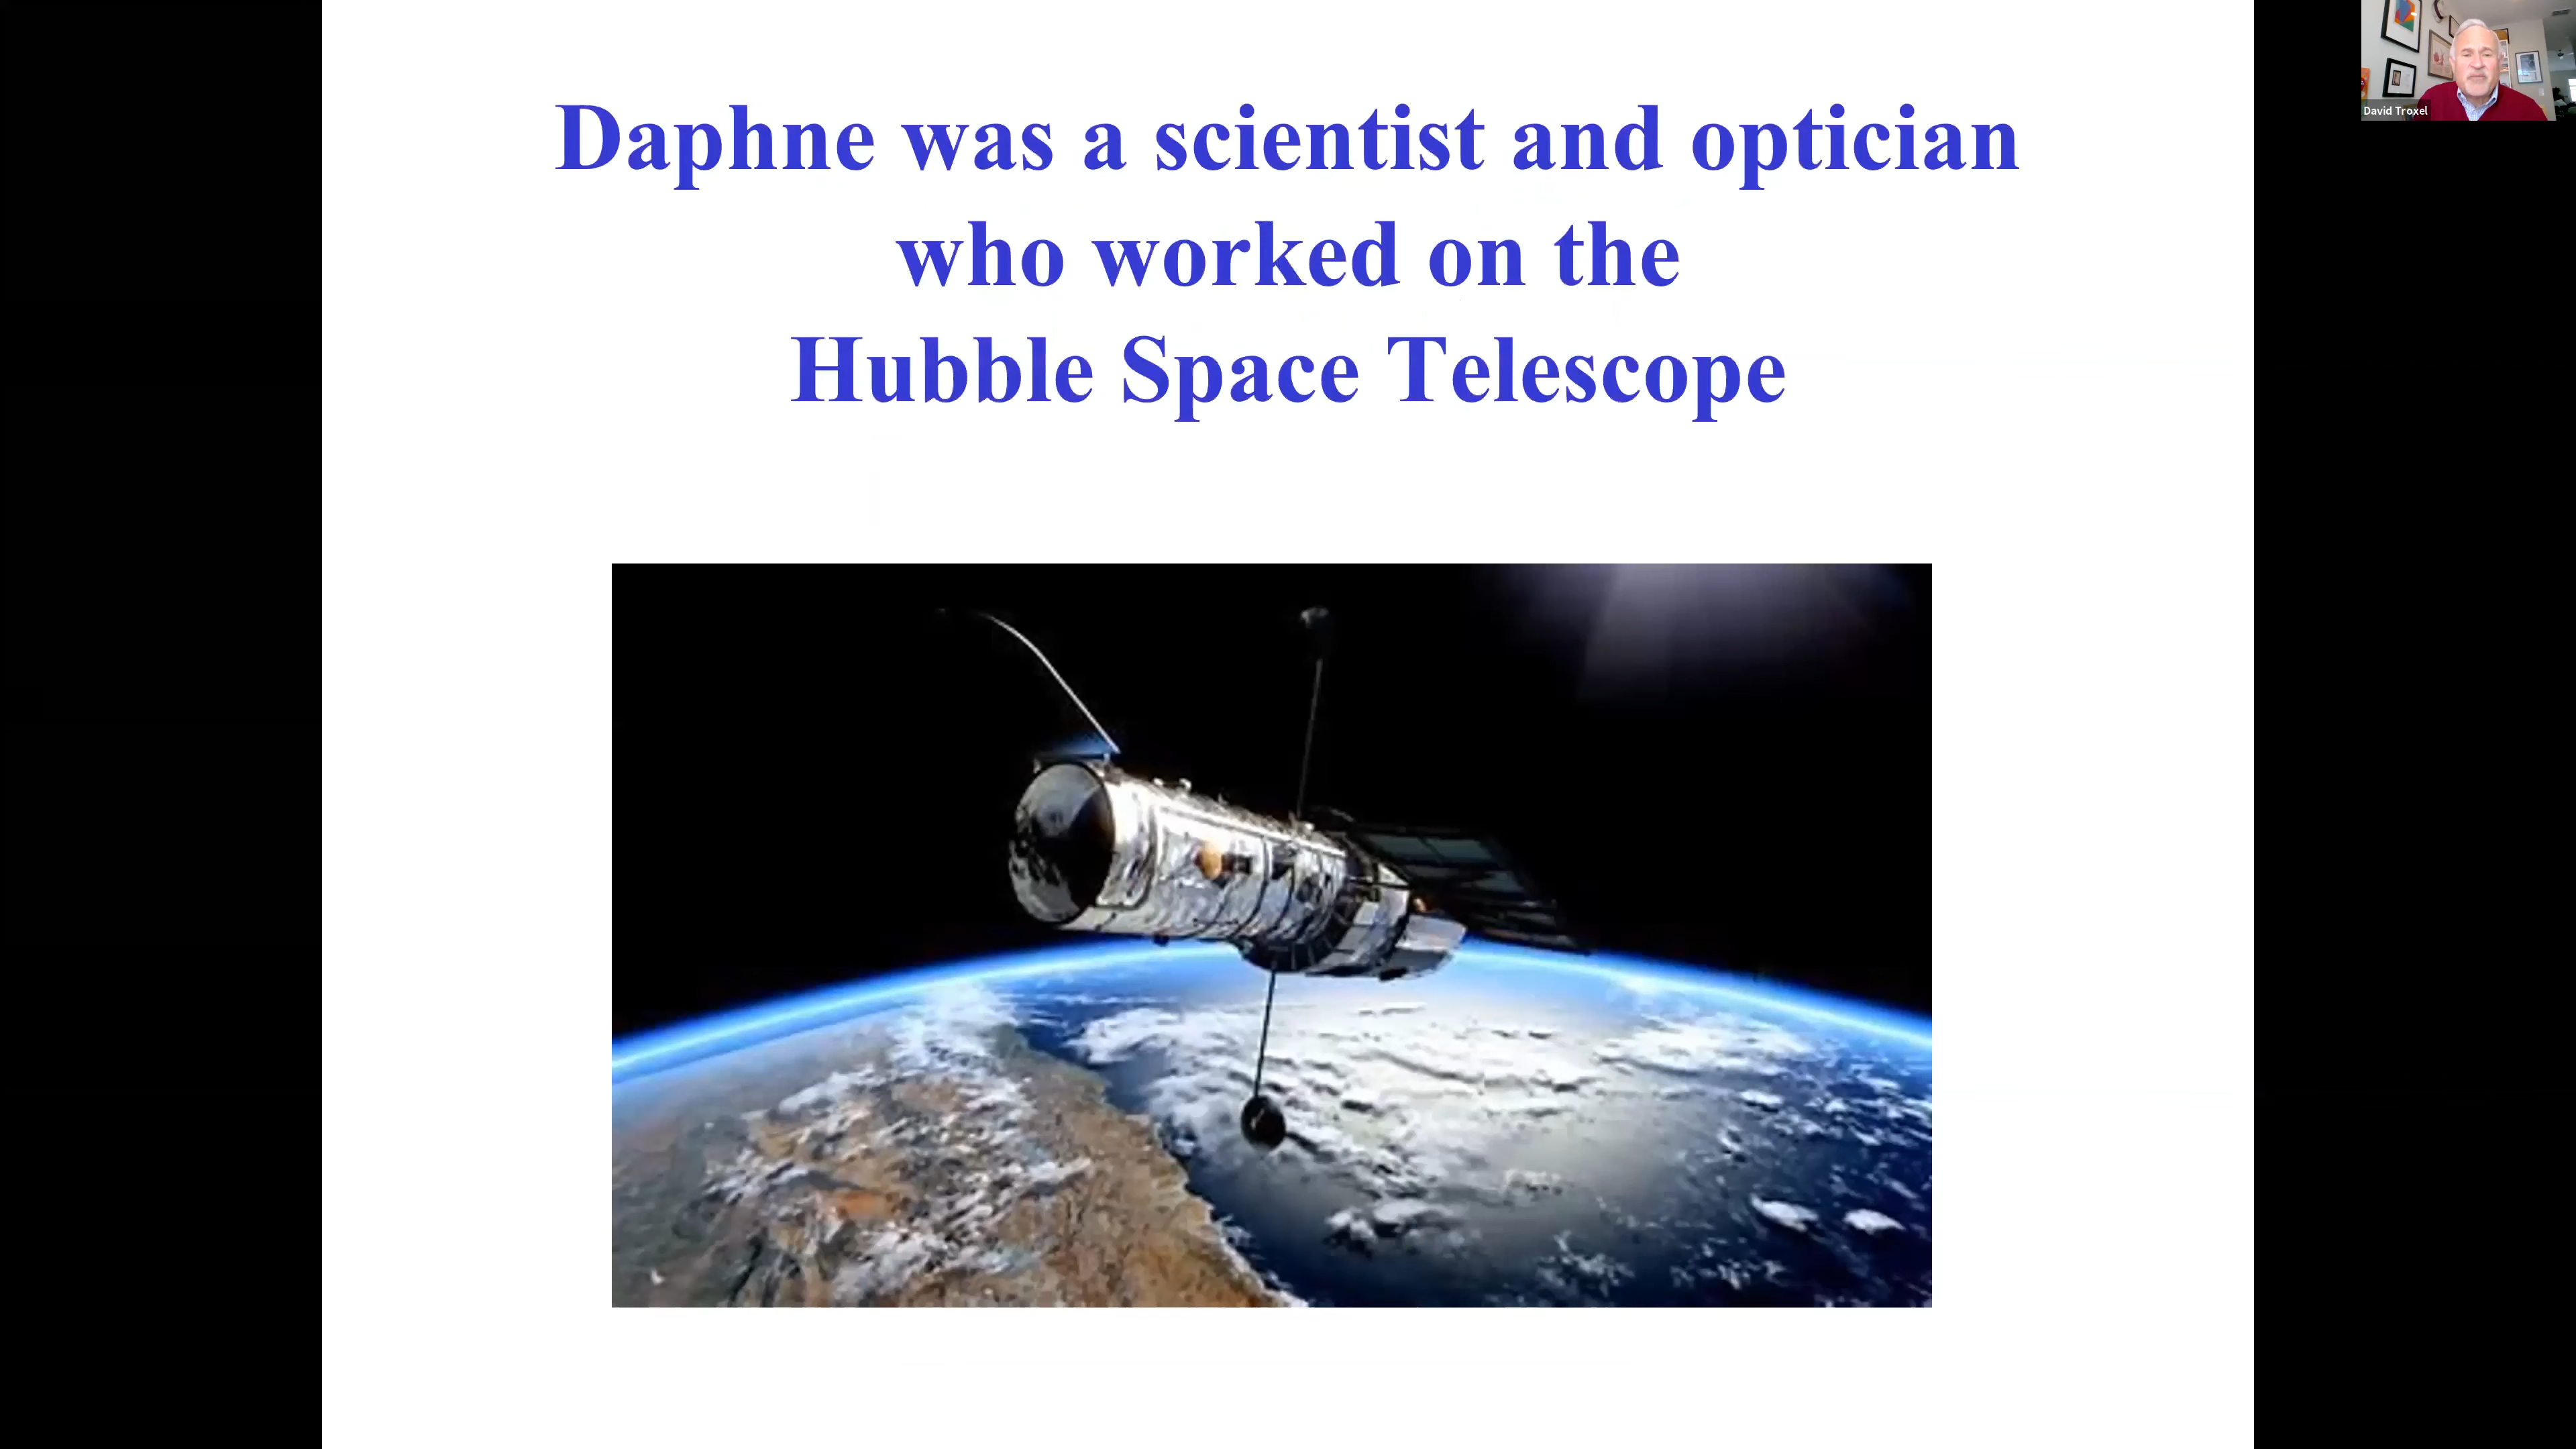 Daphne was a scientist and optician
who worked on the
Hubble Space Telescope
David Troxel